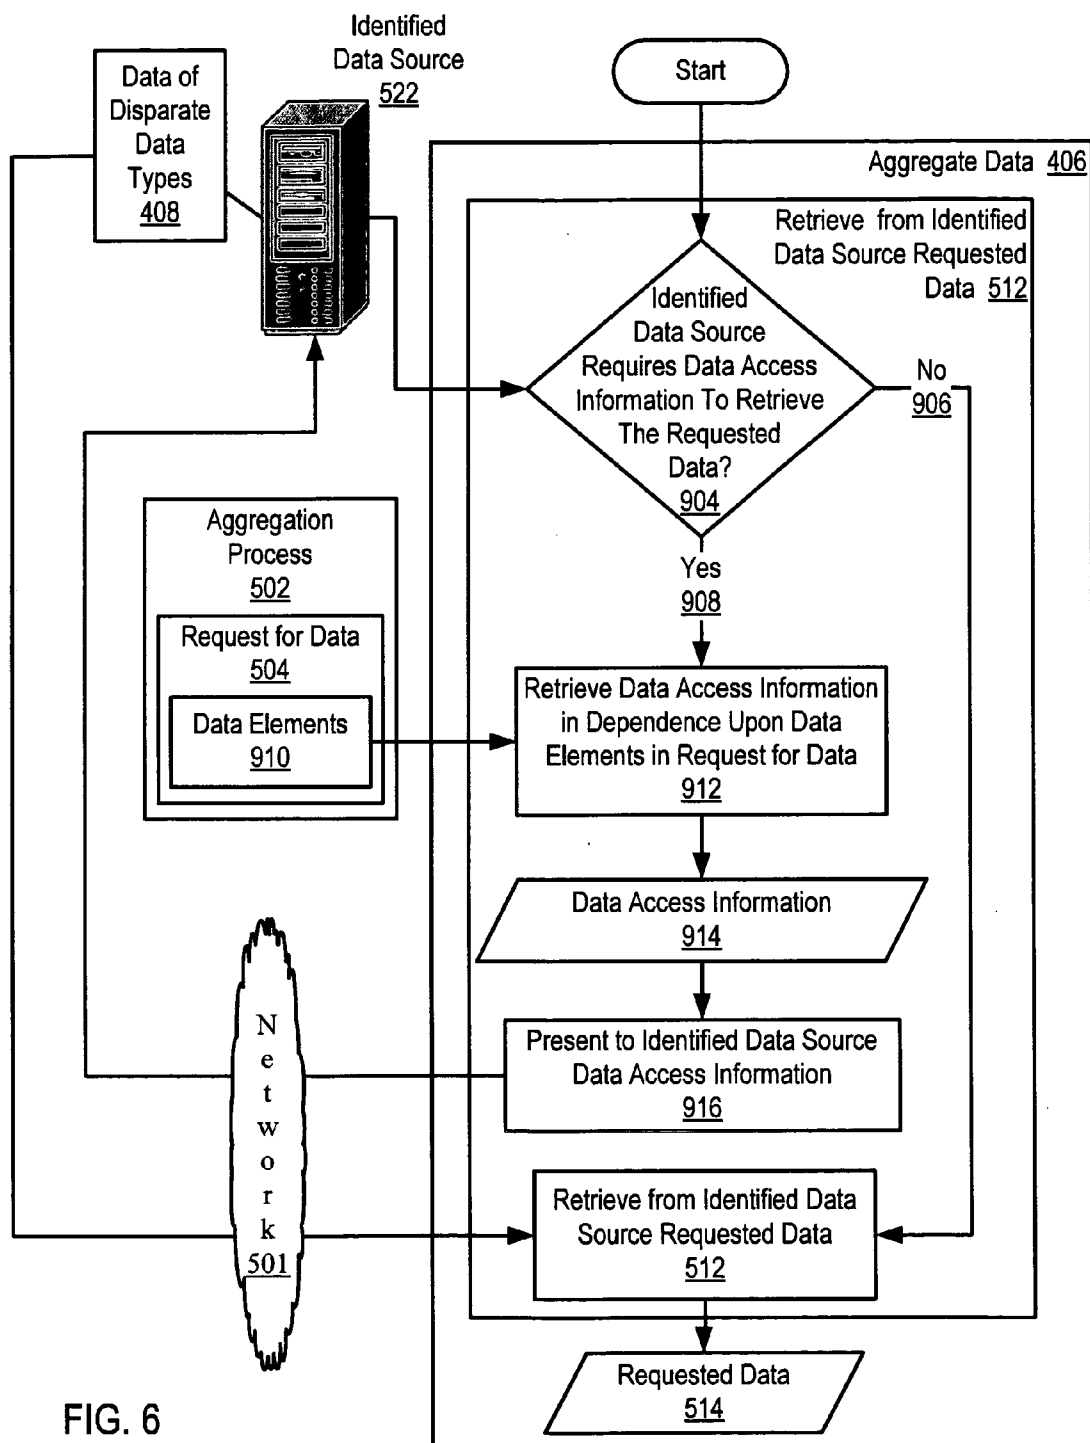 Identified
Data Source
522
Start
Data of
Disparate
Data
Types
408
Aggregate Data 406
Retrieve from Identified
Data Source Requested
Data 512
Identified
Data Source
Requires Data Access
Information To Retrieve
The Requested
Data?
904
No
906
Yes
908
Aggregation
Process
502
Request for Data
504
Data Elements
910
Retrieve Data Access Information
in Dependence Upon Data
Elements in Request for Data
912
Data Access Information
914
Present to Identified Data Source
Data Access Information
916
Network
501
Retrieve from Identified Data
Source Requested Data
512
Requested Data
514
FIG. 6